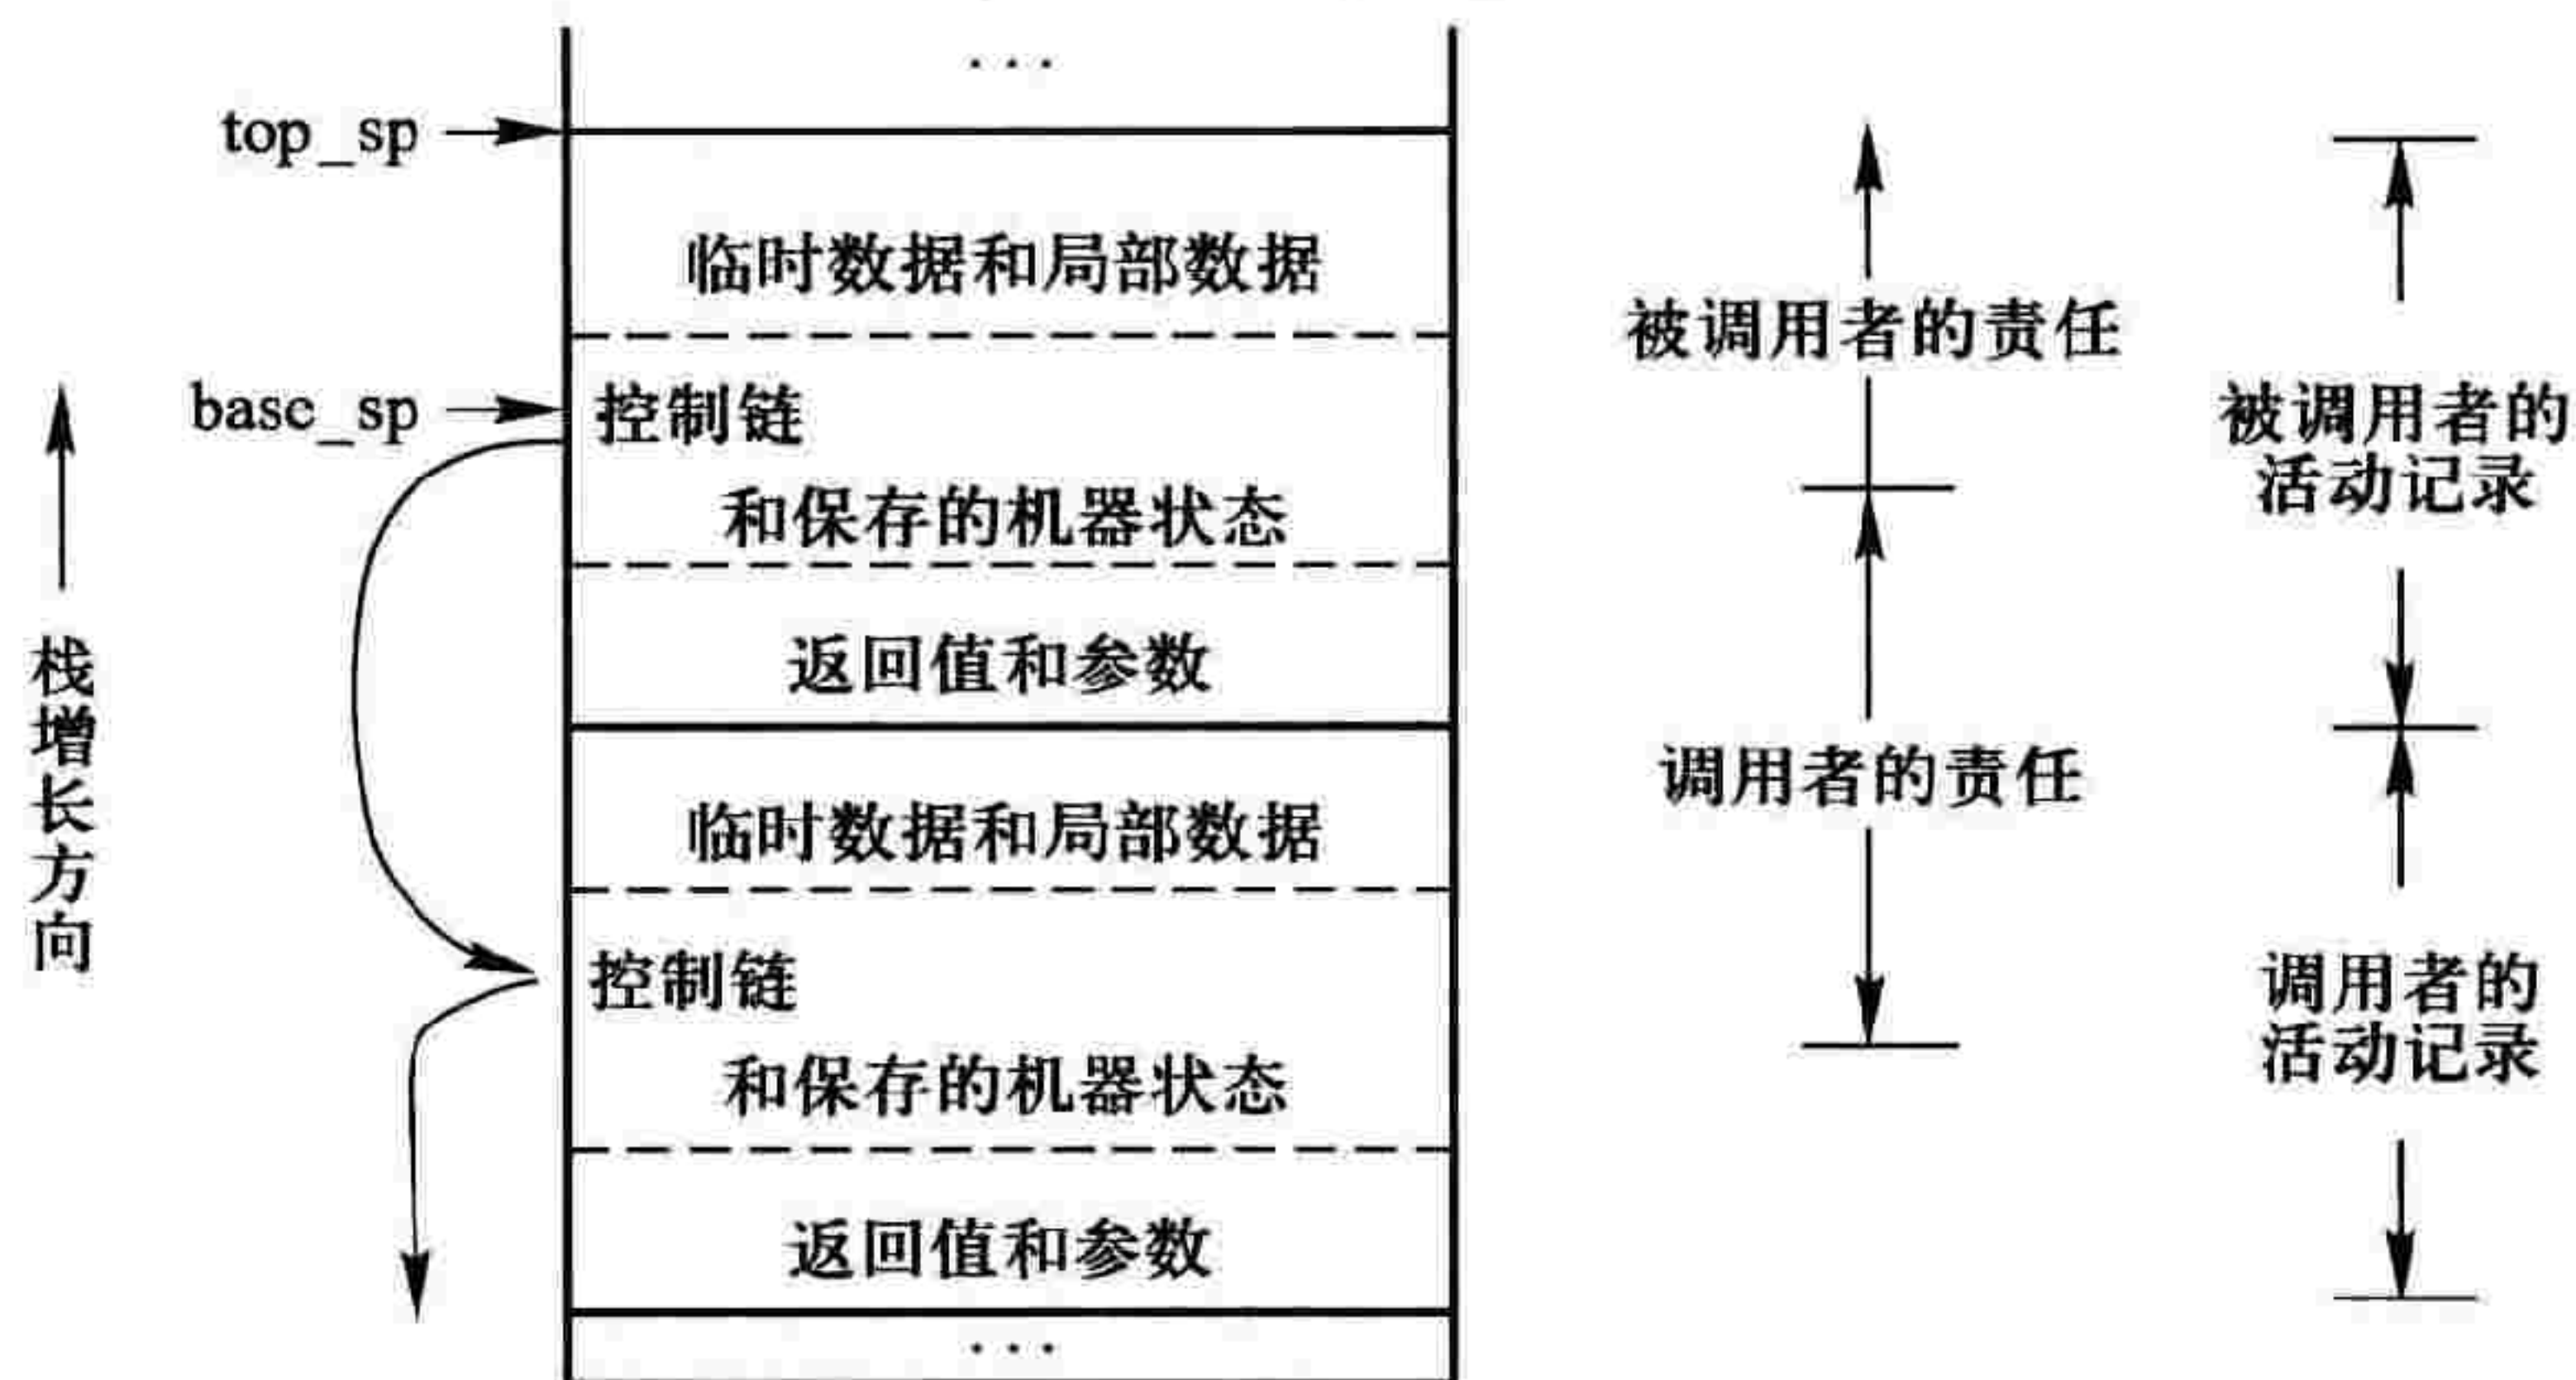 ...
top_sp
临时数据和局部数据
base_sp
控制链
和保存的机器状态
返回值和参数
临时数据和局部数据
控制链
和保存的机器状态
返回值和参数
...
栈增长方向
被调用者的责任
调用者的责任
被调用者的
活动记录
调用者的
活动记录